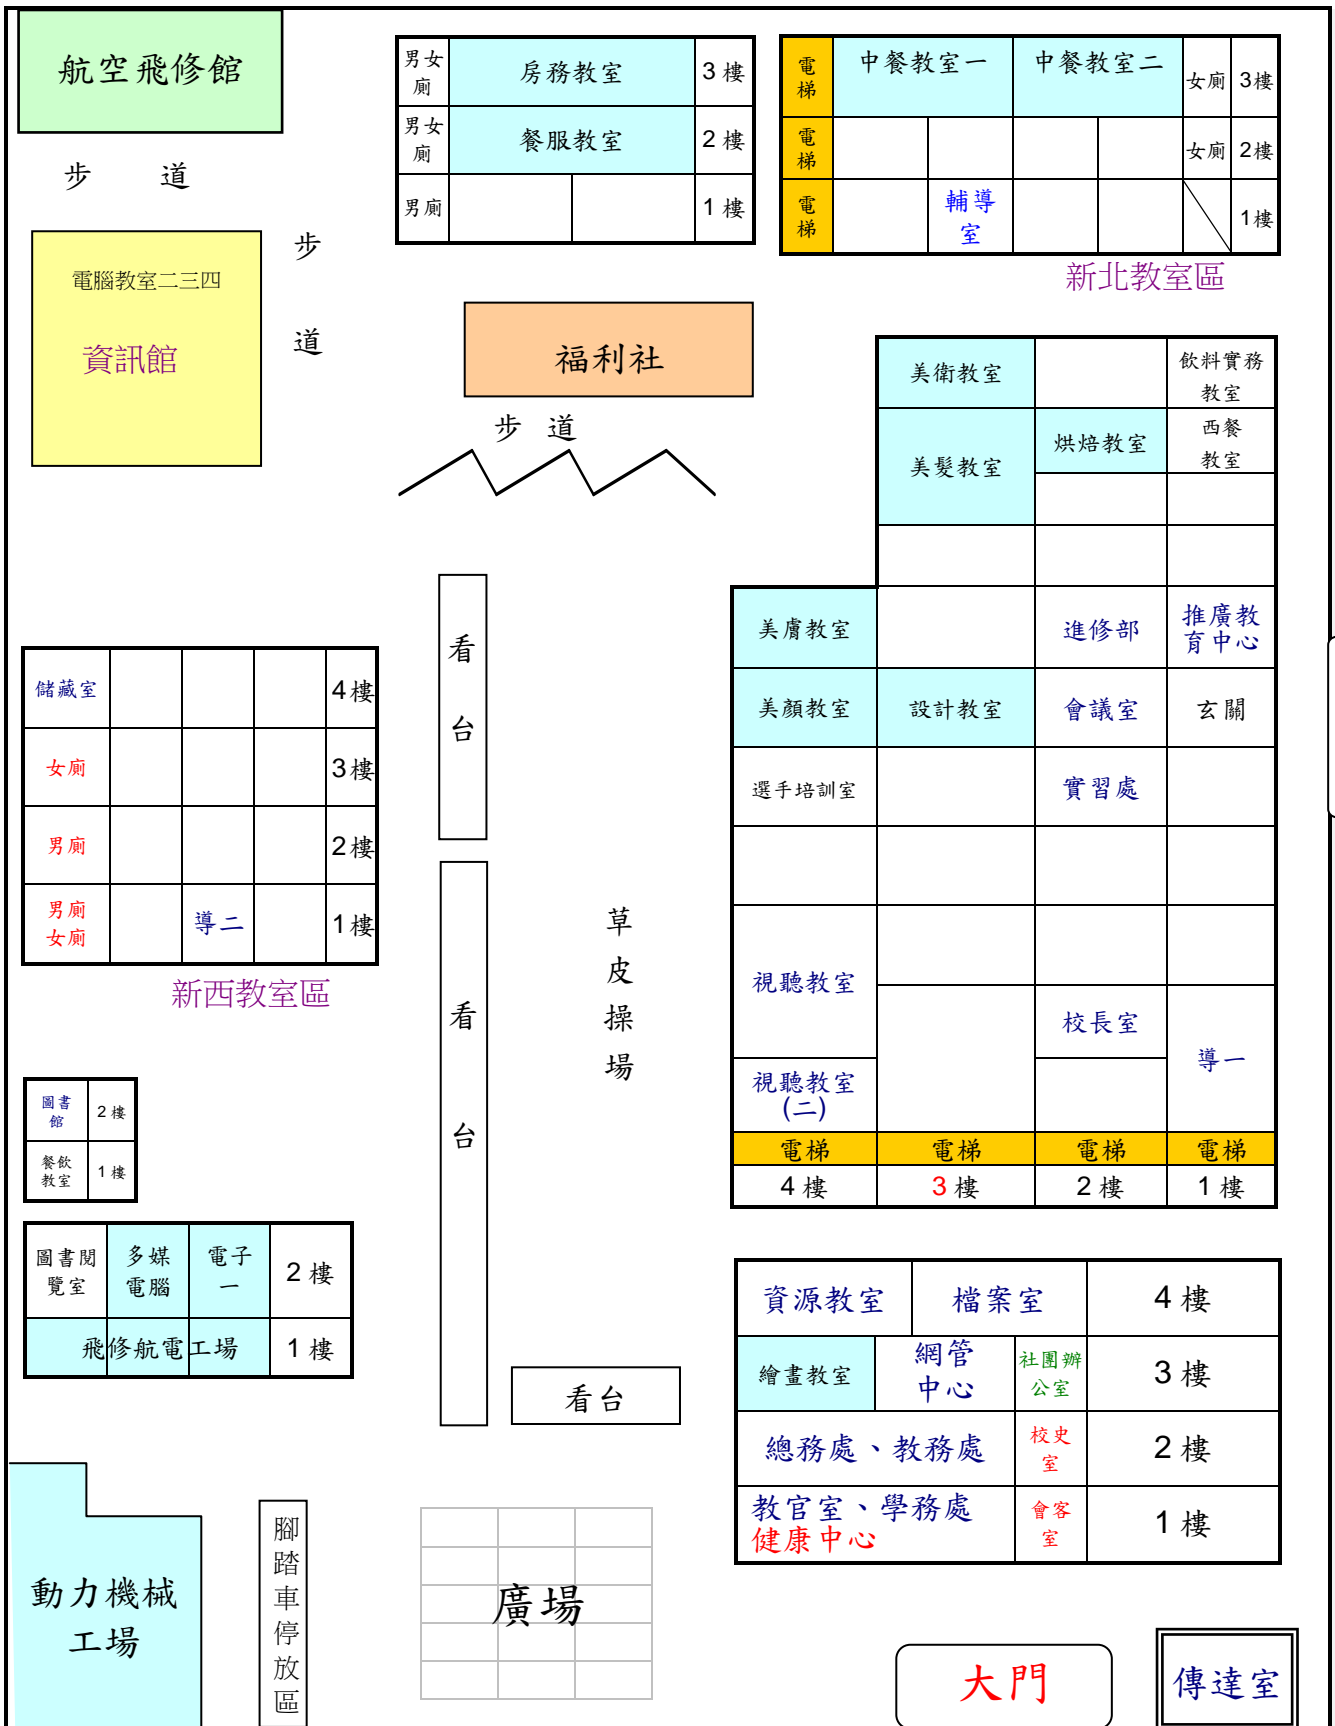 航空飛修館
步 道
電腦教室二三四
資訊館
步
道
男女
廁
房務教室
3 樓
男女
廁
餐服教室
2 樓
男廁
1 樓
電
梯
中餐教室一
中餐教室二
女廁
3樓
電
梯
女廁
2樓
電
梯
輔導
室
1樓
新北教室區
福利社
步 道
美衛教室
飲料實務
教室
美髮教室
烘焙教室
西餐
教室
美膚教室
進修部
推廣教
育中心
美顏教室
設計教室
會議室
玄關
選手培訓室
實習處
視聽教室
校長室
導一
視聽教室
(二)
電梯
電梯
電梯
電梯
4 樓
3 樓
2 樓
1 樓
看
台
看
台
草
皮
操
場
儲藏室
4樓
女廁
3樓
男廁
2樓
男廁
女廁
導二
1樓
新西教室區
圖書
館
2 樓
餐飲
教室
1 樓
圖書閱
覽室
多媒
電腦
電子
一
2 樓
飛修航電工場
1 樓
看台
資源教室
檔案室
4 樓
繪畫教室
網管
中心
社團辦
公室
3 樓
總務處、教務處
校史
室
2 樓
教官室、學務處
健康中心
會客
室
1 樓
動力機械
工場
腳
踏
車
停
放
區
廣場
大門
傳達室